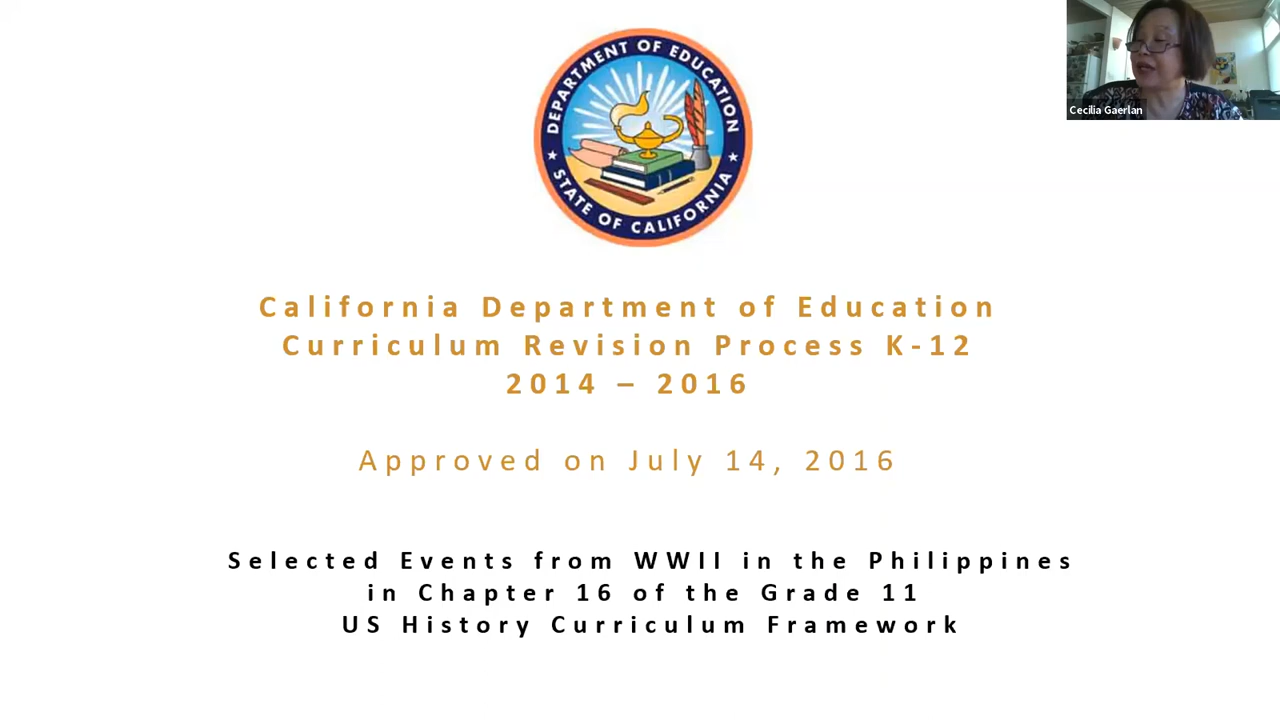 DEPARTMENT OF EDUCATION
STATE OF CALIFORNIA
Cecilia Gaerlan
California Department of Education
Curriculum Revision Process K-12
2014 – 2016
Approved on July 14, 2016
Selected Events from WWII in the Philippines
in Chapter 16 of the Grade 11
US History Curriculum Framework